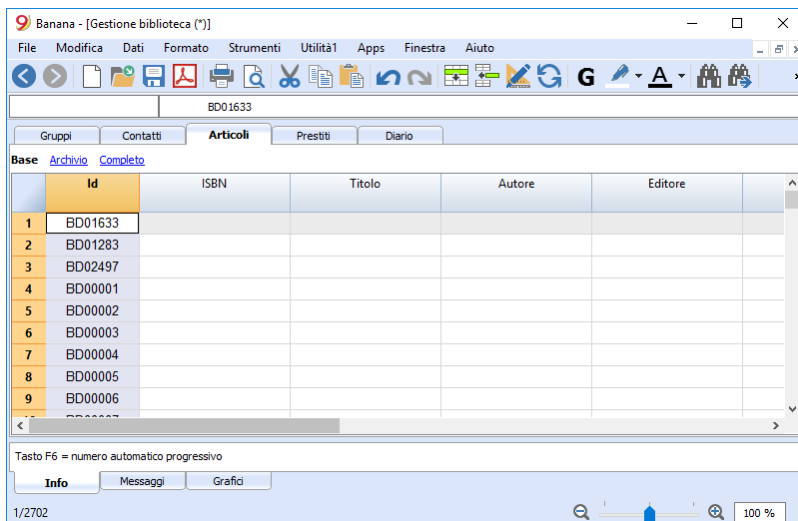 Banana - [Gestione biblioteca (*)]
File Modifica Dati Formato Strumenti Utilità1 Apps Finestra Aiuto
G A
BD01633
Gruppi Contatti Articoli Prestiti Diario
Base Archivio Completo
Id ISBN Titolo Autore Editore
1 BD01633
2 BD01283
3 BD02497
4 BD00001
5 BD00002
6 BD00003
7 BD00004
8 BD00005
9 BD00006
Tasto F6 = numero automatico progressivo
Info Messaggi Grafici
1/2702 100 %